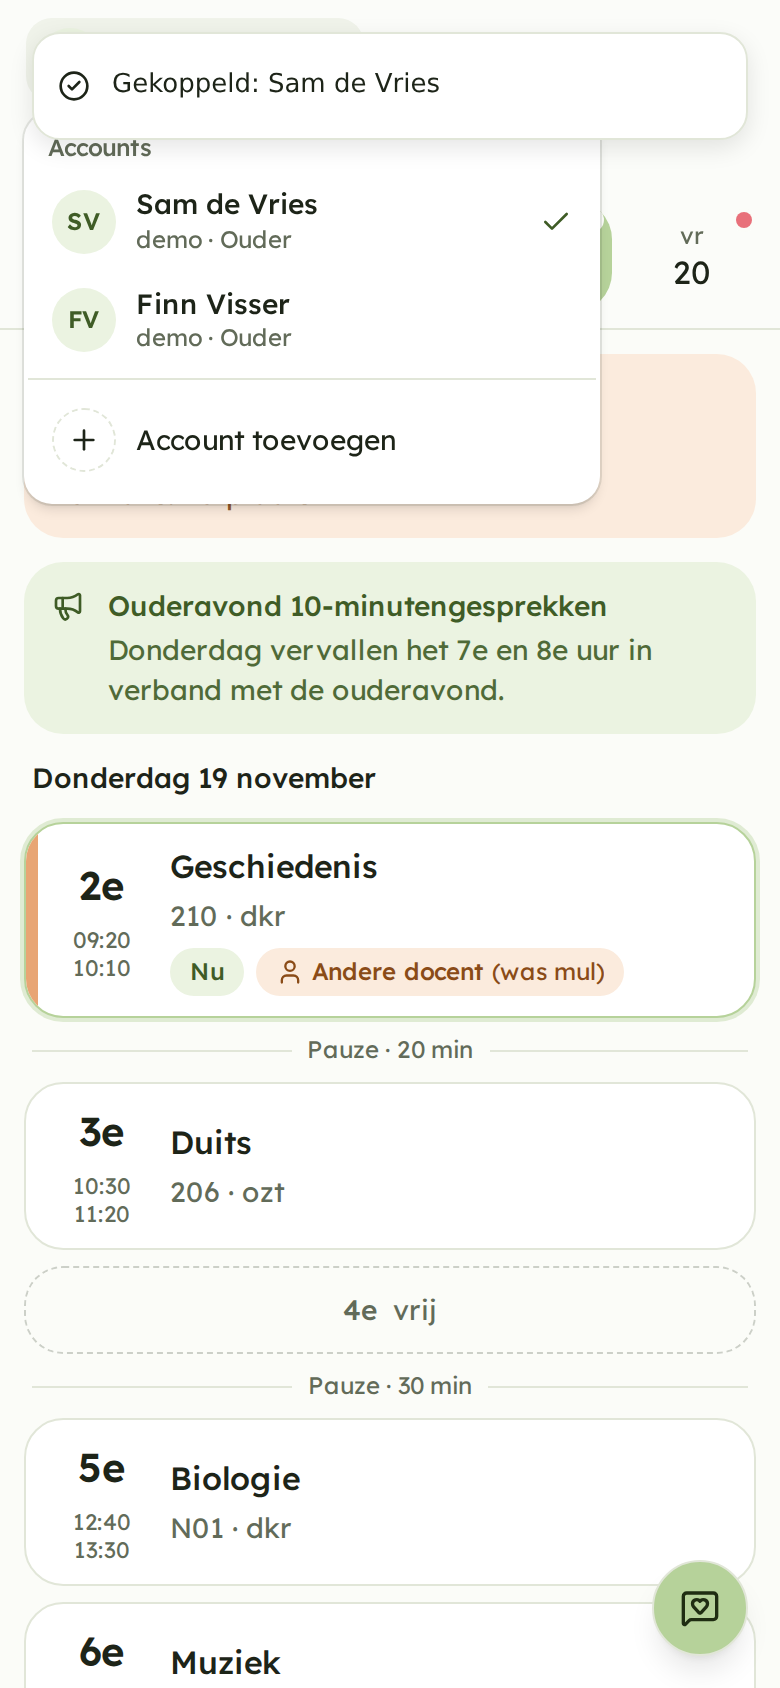 Gekoppeld: Sam de Vries
Accounts
SV
Sam de Vries
demo · Ouder
FV
Finn Visser
demo · Ouder
Account toevoegen
vr
20
Ouderavond 10-minutengesprekken
Donderdag vervallen het 7e en 8e uur in
verband met de ouderavond.
Donderdag 19 november
2e
09:20
10:10
Geschiedenis
210 · dkr
Nu
Andere docent (was mul)
Pauze · 20 min
3e
10:30
11:20
Duits
206 · ozt
4e vrij
Pauze · 30 min
5e
12:40
13:30
Biologie
N01 · dkr
6e
Muziek